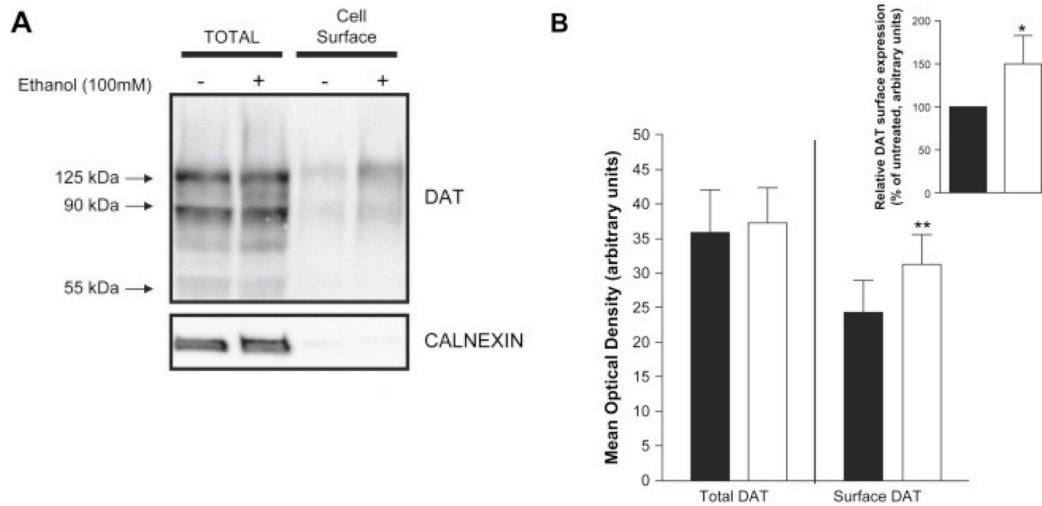 A
TOTAL
Cell
Surface
Ethanol (100mM)
- + - +
125 kDa
90 kDa
55 kDa
DAT
CALNEXIN
B
Relative DAT surface expression
(% of untreated, arbitrary units)
200
150
100
50
0
*
Mean Optical Density (arbitrary units)
50
45
40
35
30
25
20
15
10
5
0
**
Total DAT
Surface DAT